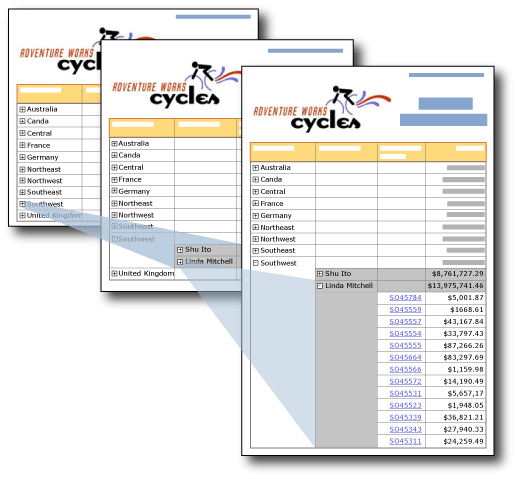 ADVENTURE WORKS
cycles
Australia
Canda
Central
France
Germany
Northeast
Northwest
Southeast
Southwest
United Kingdom
ADVENTURE WORKS
cycles
Australia
Canda
Central
France
Germany
Northeast
Northwest
Southeast
Southwest
Shu Ito
Linda Mitchell
United Kingdom
ADVENTURE WORKS
cycles
Australia
Canda
Central
France
Germany
Northeast
Northwest
Southeast
Southwest
Shu Ito $8,761,727.29
Linda Mitchell $13,975,741.46
SO45784 $5,001.87
SO45559 $1668.61
SO45557 $43,167.84
SO45554 $33,797.43
SO45555 $87,266.26
SO45664 $83,297.69
SO45566 $1,159.98
SO45572 $14,190.49
SO45531 $5,657,17
SO45523 $1,948.05
SO45339 $36,821.21
SO45343 $27,940.33
SO45311 $24,259.49